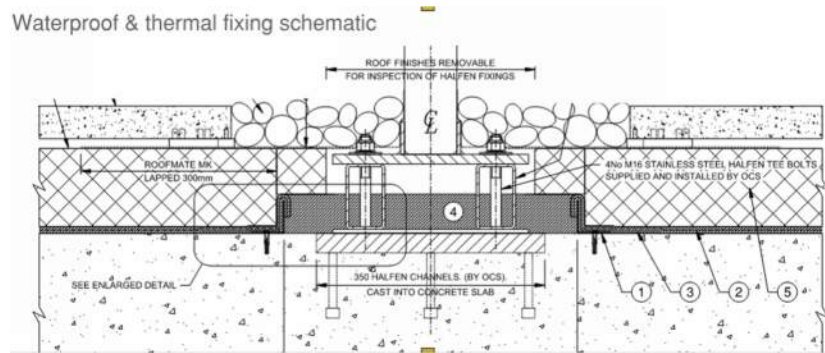 Waterproof & thermal fixing schematic
ROOF FINISHES REMOVABLE
FOR INSPECTION OF HALFEN FIXINGS
℄
ROOFMATE MK
LAPPED 300mm
4No M16 STAINLESS STEEL HALFEN TEE BOLTS
SUPPLIED AND INSTALLED BY OCS
4
SEE ENLARGED DETAIL
350 HALFEN CHANNELS. (BY OCS)
CAST INTO CONCRETE SLAB
1
3
2
5